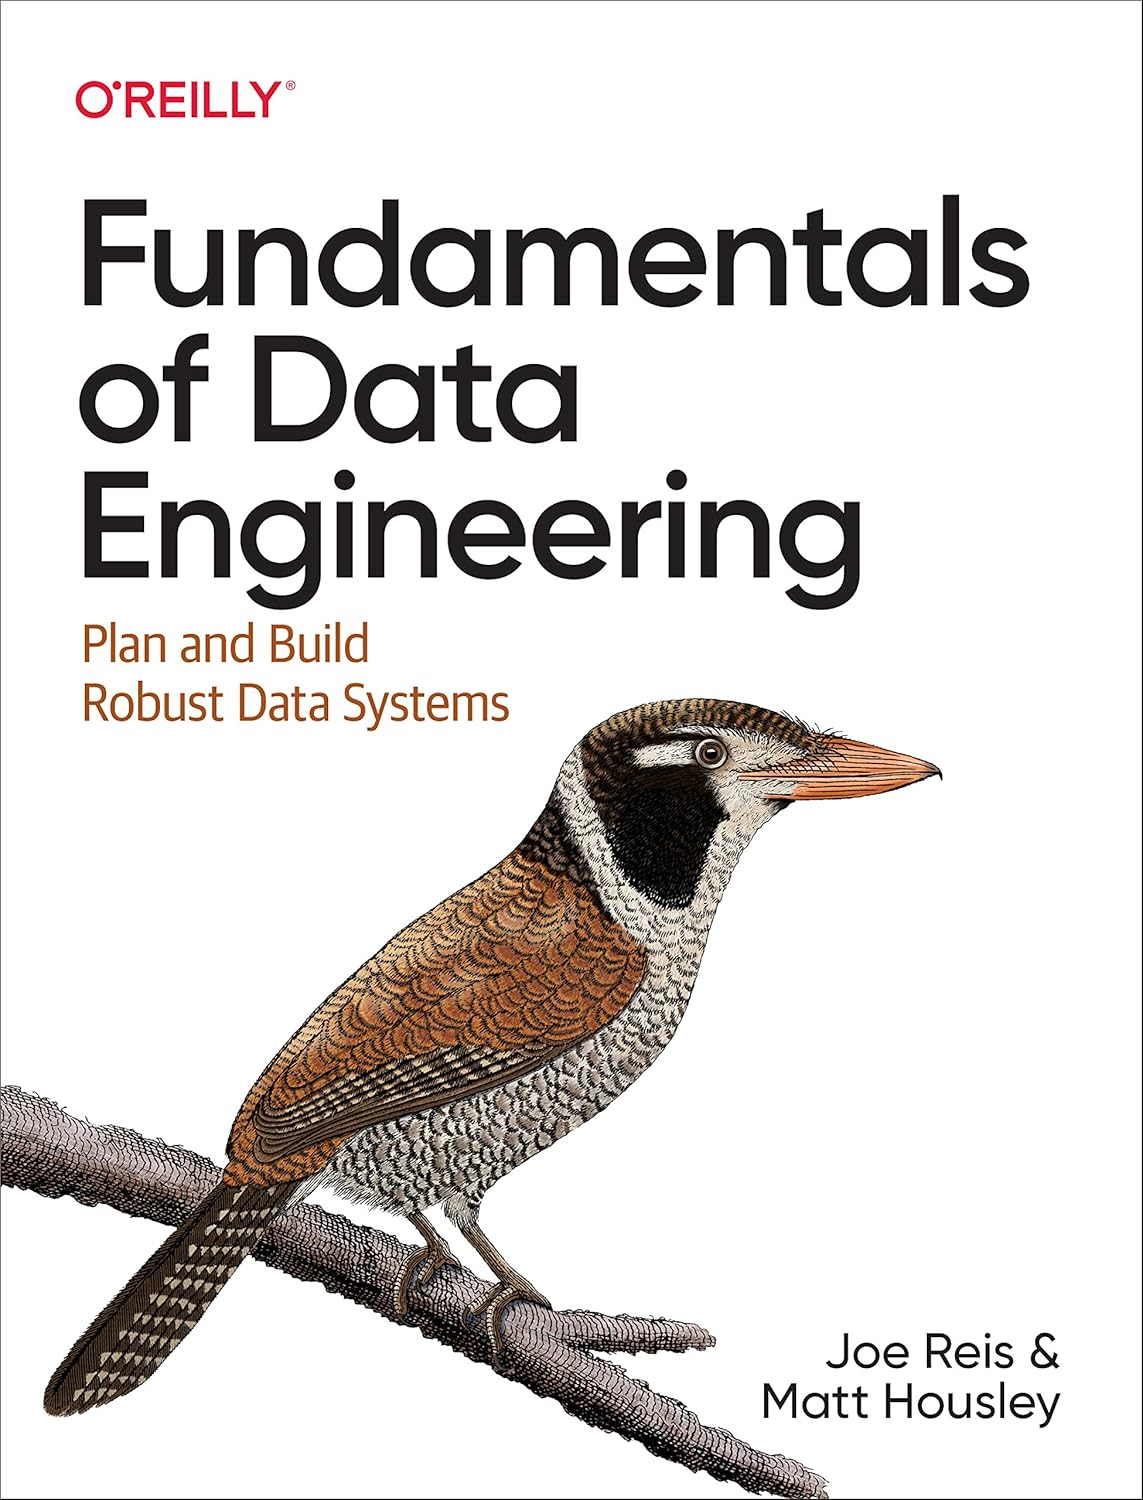 O'REILLY®
Fundamentals
of Data
Engineering
Plan and Build
Robust Data Systems
Joe Reis &
Matt Housley